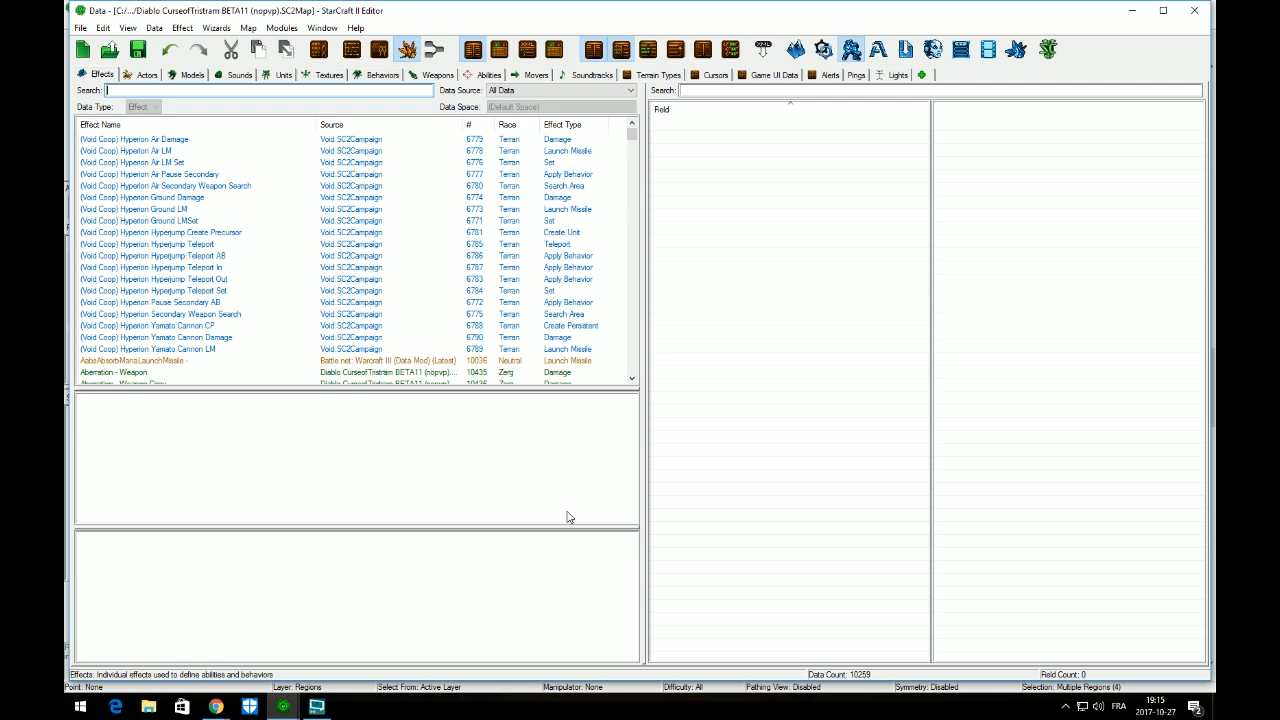 Data - [C:/.../Diablo CurseofTristram BETA11 (nopvp).SC2Map] - StarCraft II Editor
File Edit View Data Effect Wizards Map Modules Window Help
XML
Effects Actors Models Sounds Units Textures Behaviors Weapons Abilities Movers Soundtracks Terrain Types Cursors Game UI Data Alerts Pings Lights
Search: Data Source: All Data Search:
Data Type: Effect Data Space: (Default Space) Field
Effect Name Source # Race Effect Type
(Void Coop) Hyperion Air Damage Void.SC2Campaign 6779 Terran Damage
(Void Coop) Hyperion Air LM Void.SC2Campaign 6778 Terran Launch Missile
(Void Coop) Hyperion Air LM Set Void.SC2Campaign 6776 Terran Set
(Void Coop) Hyperion Air Pause Secondary Void.SC2Campaign 6777 Terran Apply Behavior
(Void Coop) Hyperion Air Secondary Weapon Search Void.SC2Campaign 6780 Terran Search Area
(Void Coop) Hyperion Ground Damage Void.SC2Campaign 6774 Terran Damage
(Void Coop) Hyperion Ground LM Void.SC2Campaign 6773 Terran Launch Missile
(Void Coop) Hyperion Ground LMSet Void.SC2Campaign 6771 Terran Set
(Void Coop) Hyperion Hyperjump Create Precursor Void.SC2Campaign 6781 Terran Create Unit
(Void Coop) Hyperion Hyperjump Teleport Void.SC2Campaign 6785 Terran Teleport
(Void Coop) Hyperion Hyperjump Teleport AB Void.SC2Campaign 6786 Terran Apply Behavior
(Void Coop) Hyperion Hyperjump Teleport In Void.SC2Campaign 6787 Terran Apply Behavior
(Void Coop) Hyperion Hyperjump Teleport Out Void.SC2Campaign 6783 Terran Apply Behavior
(Void Coop) Hyperion Hyperjump Teleport Set Void.SC2Campaign 6784 Terran Set
(Void Coop) Hyperion Pause Secondary AB Void.SC2Campaign 6772 Terran Apply Behavior
(Void Coop) Hyperion Secondary Weapon Search Void.SC2Campaign 6775 Terran Search Area
(Void Coop) Hyperion Yamato Cannon CP Void.SC2Campaign 6788 Terran Create Persistent
(Void Coop) Hyperion Yamato Cannon Damage Void.SC2Campaign 6790 Terran Damage
(Void Coop) Hyperion Yamato Cannon LM Void.SC2Campaign 6789 Terran Launch Missile
AabsAbsorbManaLaunchMissile - Battle.net: Warcraft III (Data Mod) (Latest) 10036 Neutral Launch Missile
Aberration - Weapon Diablo CurseofTristram BETA11 (nopvp).... 10435 Zerg Damage
Aberration - Weapon Copy Diablo CurseofTristram BETA11 (nopvp).... 10436 Zerg Damage
Effects: Individual effects used to define abilities and behaviors Data Count: 10259 Field Count: 0
Point: None Layer: Regions Select From: Active Layer Manipulator: None Difficulty: All Pathing View: Disabled Symmetry: Disabled Selection: Multiple Regions (4)
FRA 19:15
2017-10-27
2